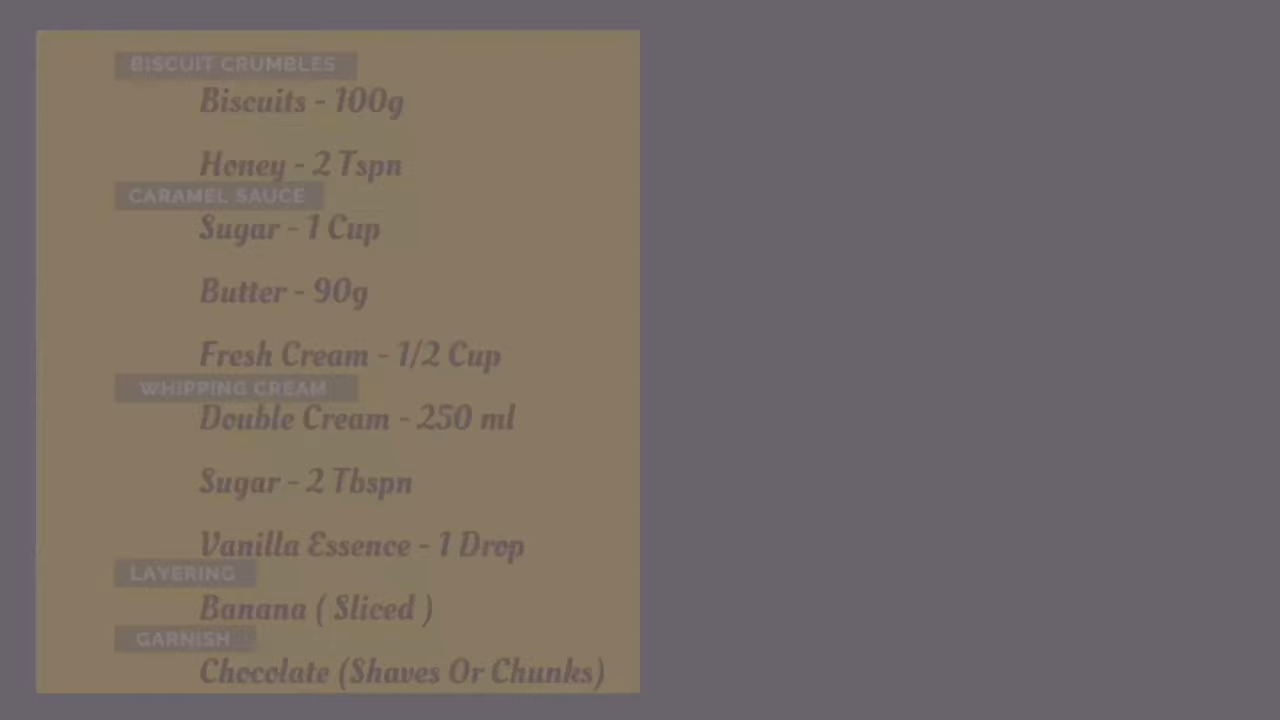 BISCUIT CRUMBLES
Biscuits - 100g
Honey - 2 Tspn
CARAMEL SAUCE
Sugar - 1 Cup
Butter - 90g
Fresh Cream - 1/2 Cup
WHIPPING CREAM
Double Cream - 250 ml
Sugar - 2 Tbspn
Vanilla Essence - 1 Drop
LAYERING
Banana ( Sliced )
GARNISH
Chocolate (Shaves Or Chunks)